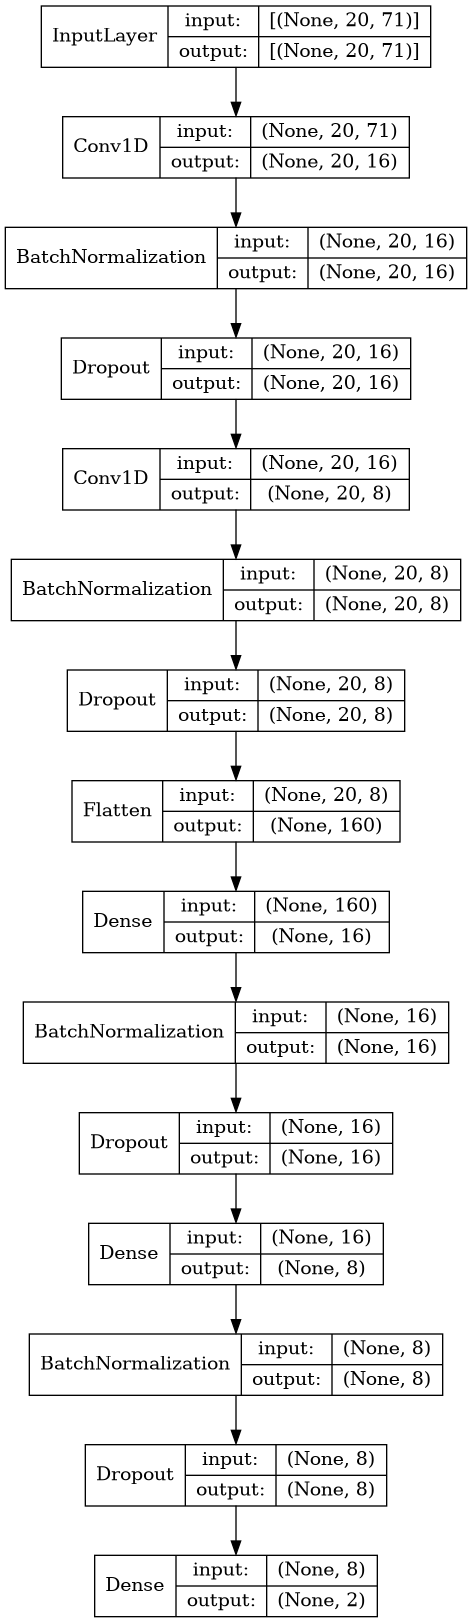 InputLayer
input: [(None, 20, 71)]
output: [(None, 20, 71)]
Conv1D
input: (None, 20, 71)
output: (None, 20, 16)
BatchNormalization
input: (None, 20, 16)
output: (None, 20, 16)
Dropout
input: (None, 20, 16)
output: (None, 20, 16)
Conv1D
input: (None, 20, 16)
output: (None, 20, 8)
BatchNormalization
input: (None, 20, 8)
output: (None, 20, 8)
Dropout
input: (None, 20, 8)
output: (None, 20, 8)
Flatten
input: (None, 20, 8)
output: (None, 160)
Dense
input: (None, 160)
output: (None, 16)
BatchNormalization
input: (None, 16)
output: (None, 16)
Dropout
input: (None, 16)
output: (None, 16)
Dense
input: (None, 16)
output: (None, 8)
BatchNormalization
input: (None, 8)
output: (None, 8)
Dropout
input: (None, 8)
output: (None, 8)
Dense
input: (None, 8)
output: (None, 2)